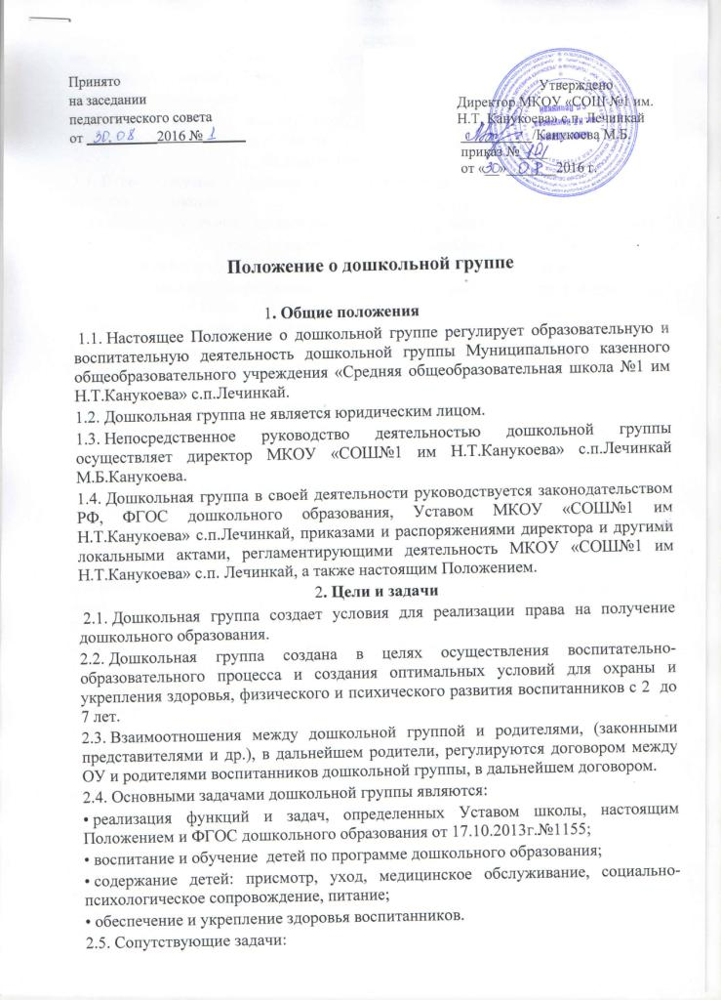 Принято
на заседании
педагогического совета
от 30.08 2016 № 1
Утверждено
Директор МКОУ «СОШ №1 им.
Н.Т. Канукоева» с.п. Лечинкай
/Канукоева М.Б.
приказ № 101
от «30» 08 2016 г.
Положение о дошкольной группе
1. Общие положения
1.1. Настоящее Положение о дошкольной группе регулирует образовательную и
воспитательную деятельность дошкольной группы Муниципального казенного
общеобразовательного учреждения «Средняя общеобразовательная школа №1 им
Н.Т.Канукоева» с.п.Лечинкай.
1.2. Дошкольная группа не является юридическим лицом.
1.3. Непосредственное руководство деятельностью дошкольной группы
осуществляет директор МКОУ «СОШ№1 им Н.Т.Канукоева» с.п.Лечинкай
М.Б.Канукоева.
1.4. Дошкольная группа в своей деятельности руководствуется законодательством
РФ, ФГОС дошкольного образования, Уставом МКОУ «СОШ№1 им
Н.Т.Канукоева» с.п.Лечинкай, приказами и распоряжениями директора и другими
локальными актами, регламентирующими деятельность МКОУ «СОШ№1 им
Н.Т.Канукоева» с.п. Лечинкай, а также настоящим Положением.
2. Цели и задачи
2.1. Дошкольная группа создает условия для реализации права на получение
дошкольного образования.
2.2. Дошкольная группа создана в целях осуществления воспитательно-
образовательного процесса и создания оптимальных условий для охраны и
укрепления здоровья, физического и психического развития воспитанников с 2 до
7 лет.
2.3. Взаимоотношения между дошкольной группой и родителями, (законными
представителями и др.), в дальнейшем родители, регулируются договором между
ОУ и родителями воспитанников дошкольной группы, в дальнейшем договором.
2.4. Основными задачами дошкольной группы являются:
• реализация функций и задач, определенных Уставом школы, настоящим
Положением и ФГОС дошкольного образования от 17.10.2013г.№1155;
• воспитание и обучение детей по программе дошкольного образования;
• содержание детей: присмотр, уход, медицинское обслуживание, социально-
психологическое сопровождение, питание;
• обеспечение и укрепление здоровья воспитанников.
2.5. Сопутствующие задачи: